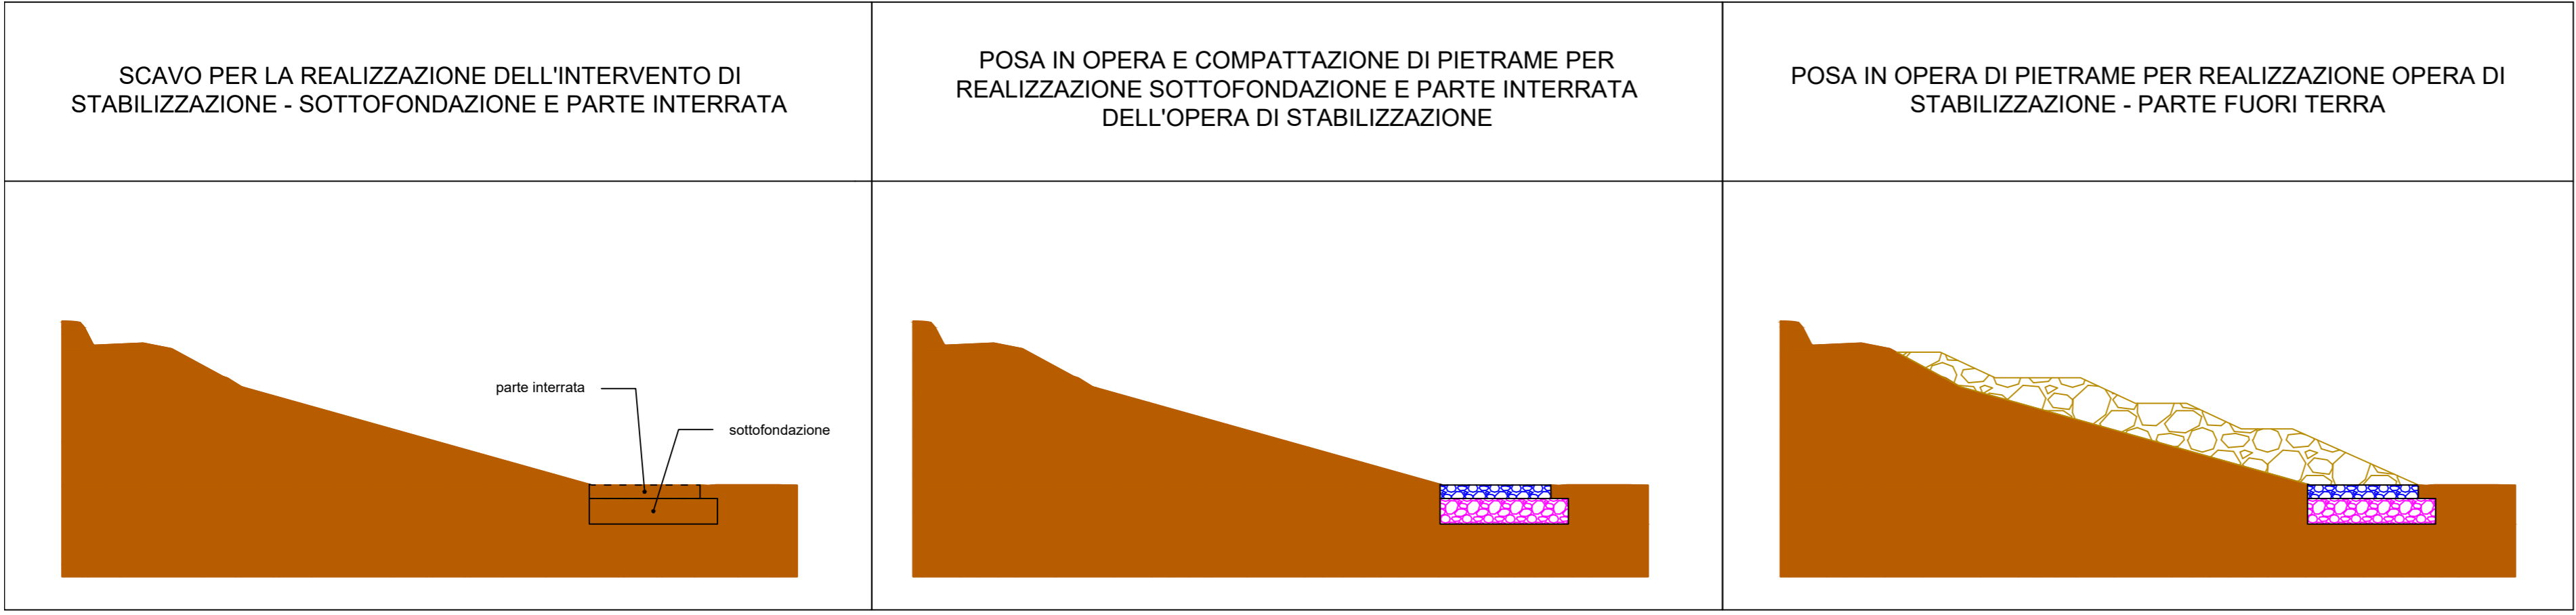 SCAVO PER LA REALIZZAZIONE DELL'INTERVENTO DI
STABILIZZAZIONE - SOTTOFONDAZIONE E PARTE INTERRATA
POSA IN OPERA E COMPATTAZIONE DI PIETRAME PER
REALIZZAZIONE SOTTOFONDAZIONE E PARTE INTERRATA
DELL'OPERA DI STABILIZZAZIONE
POSA IN OPERA DI PIETRAME PER REALIZZAZIONE OPERA DI
STABILIZZAZIONE - PARTE FUORI TERRA
parte interrata
sottofondazione